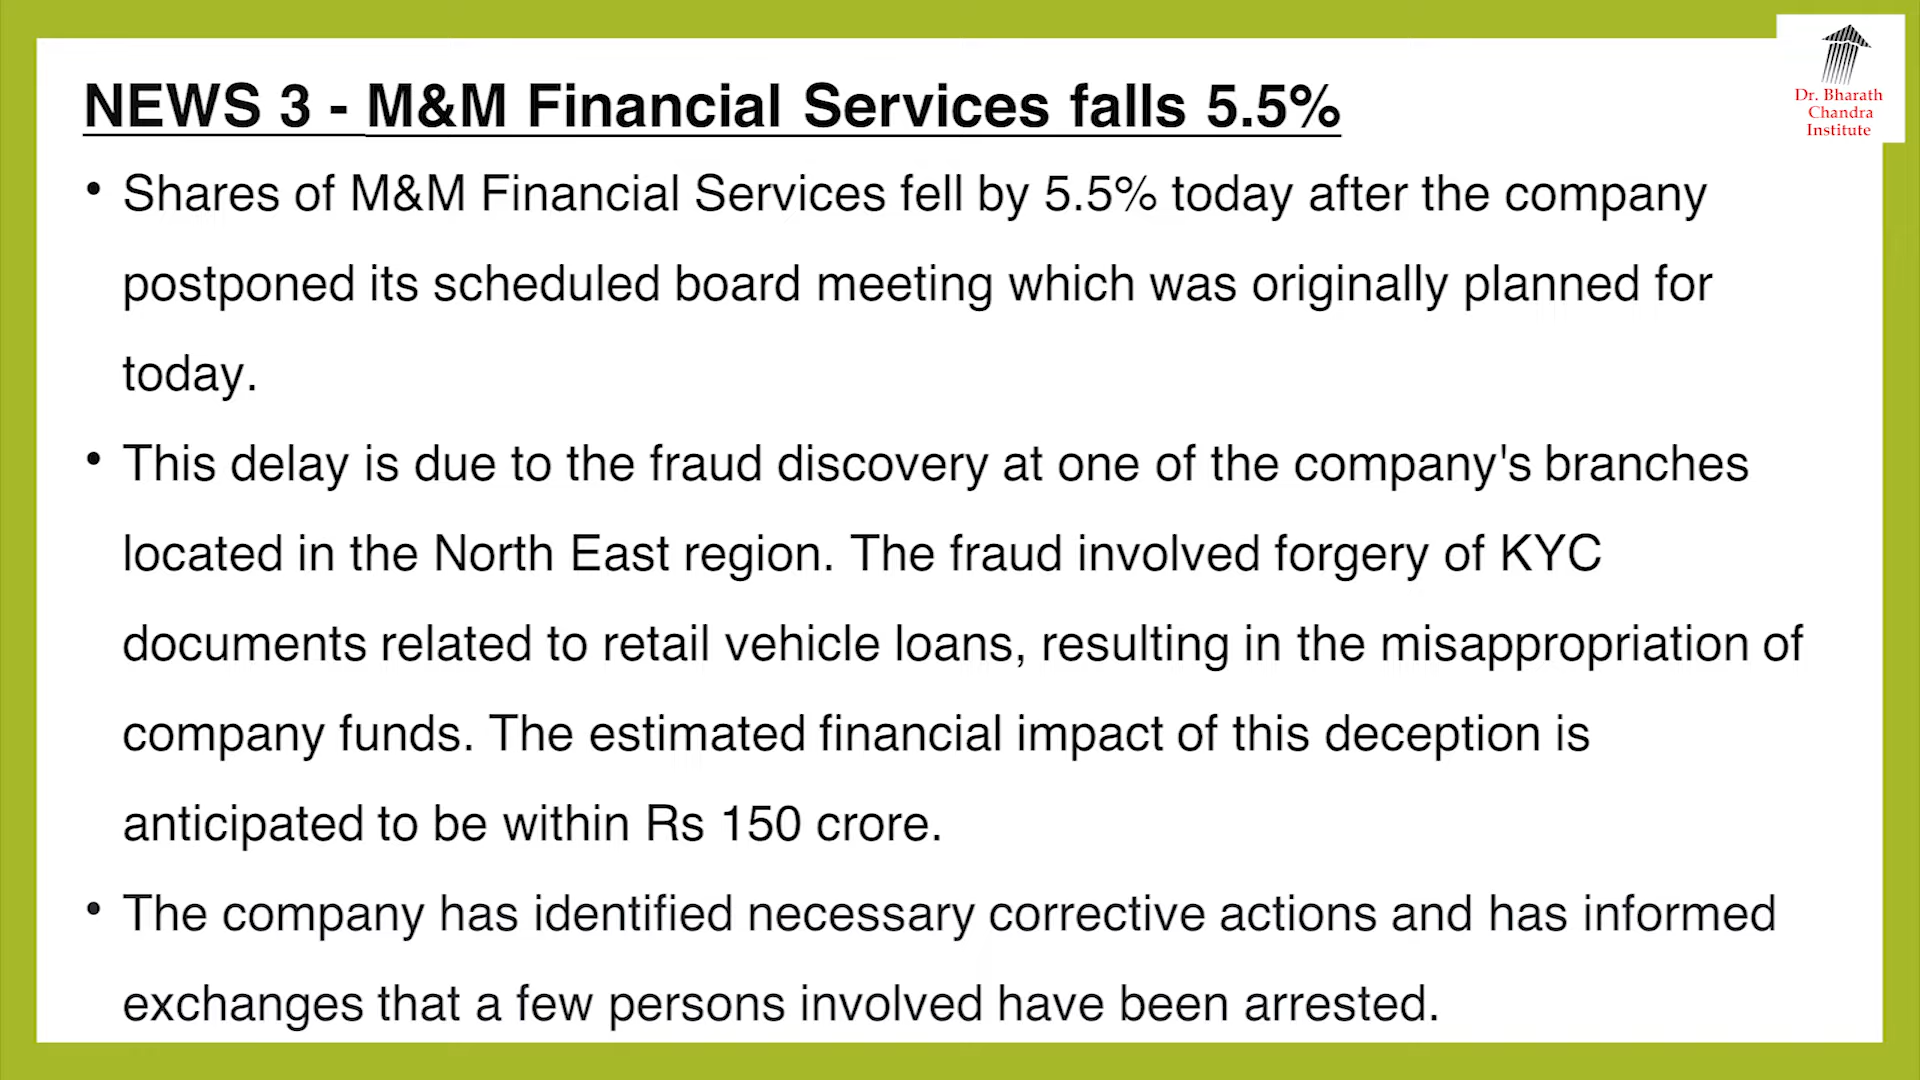 NEWS 3 - M&M Financial Services falls 5.5%
Dr. Bharath
Chandra
Institute
• Shares of M&M Financial Services fell by 5.5% today after the company
postponed its scheduled board meeting which was originally planned for
today.
• This delay is due to the fraud discovery at one of the company's branches
located in the North East region. The fraud involved forgery of KYC
documents related to retail vehicle loans, resulting in the misappropriation of
company funds. The estimated financial impact of this deception is
anticipated to be within Rs 150 crore.
• The company has identified necessary corrective actions and has informed
exchanges that a few persons involved have been arrested.